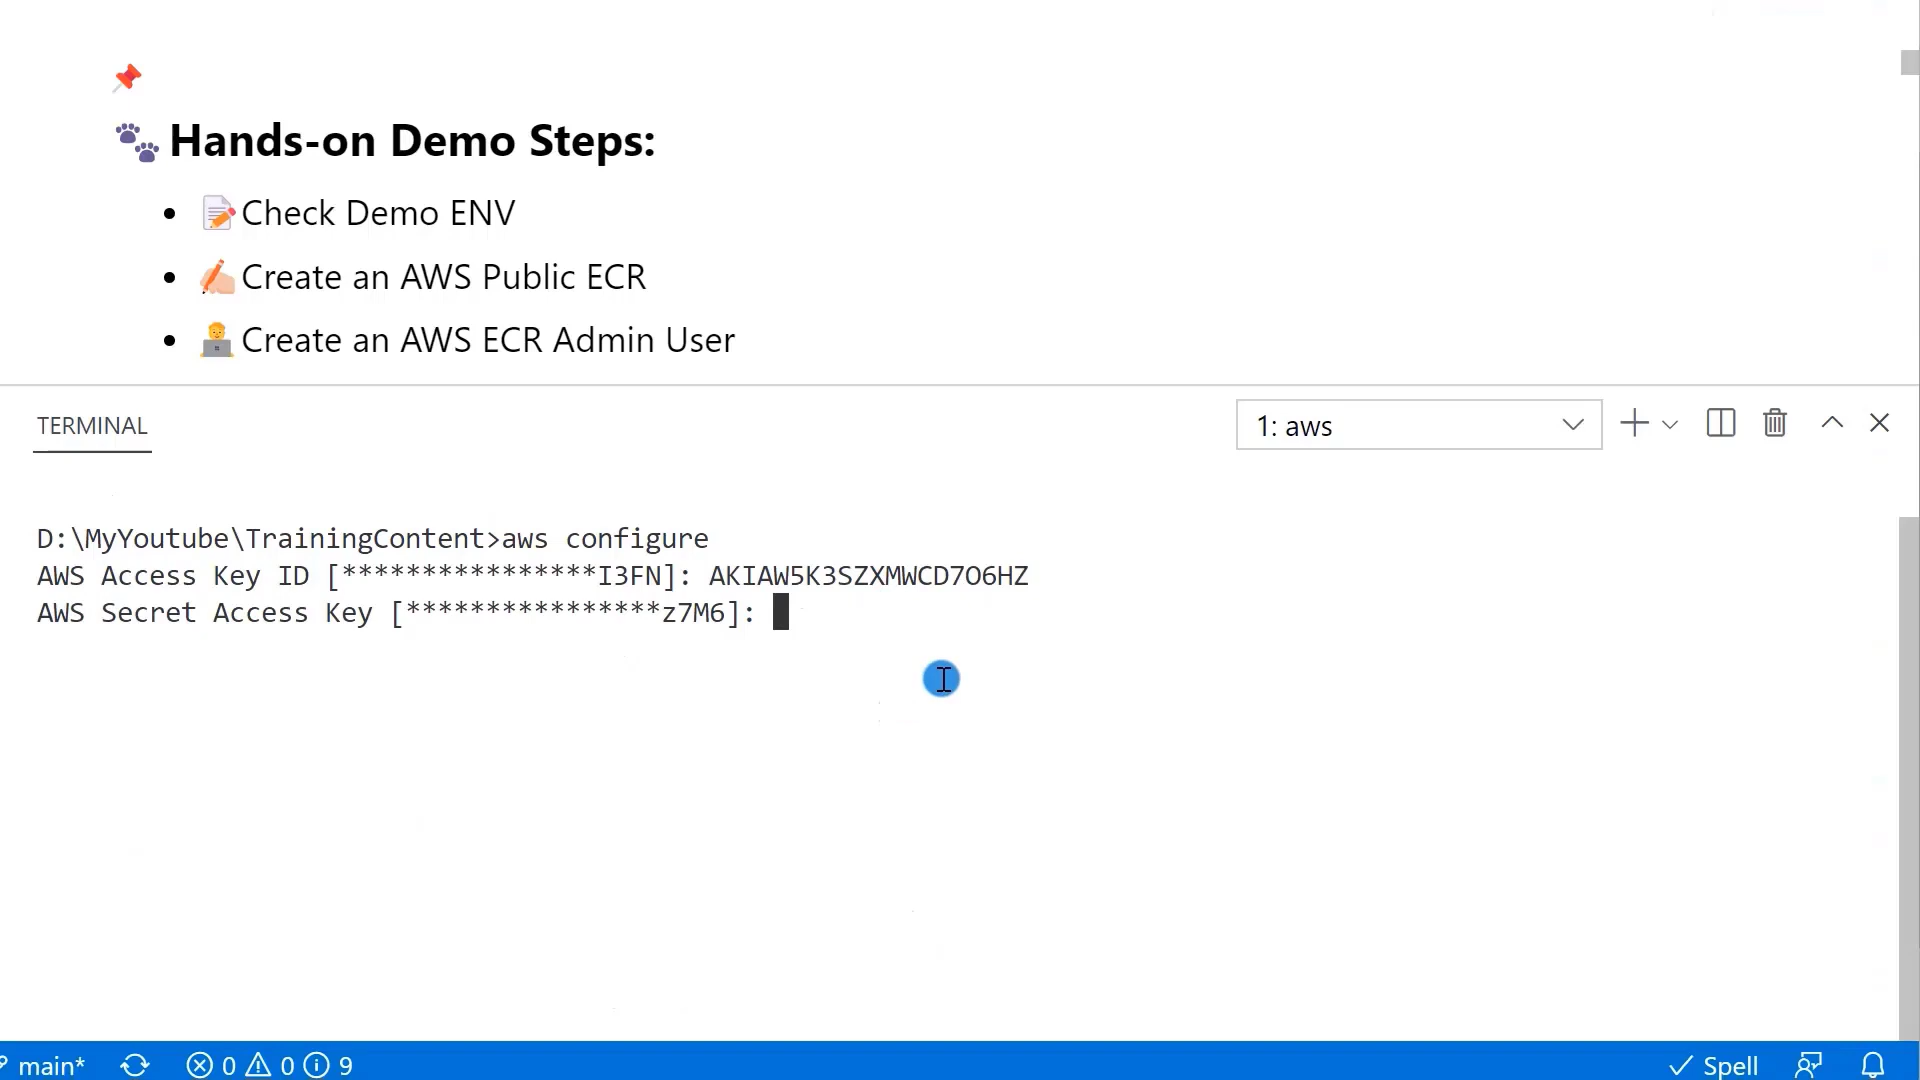 Hands-on Demo Steps:
Check Demo ENV
Create an AWS Public ECR
Create an AWS ECR Admin User
TERMINAL
1: aws
D:\MyYoutube\TrainingContent>aws configure
AWS Access Key ID [****************I3FN]: AKIAW5K3SZXMWCD7O6HZ
AWS Secret Access Key [****************z7M6]:
main*
0 0 9
Spell